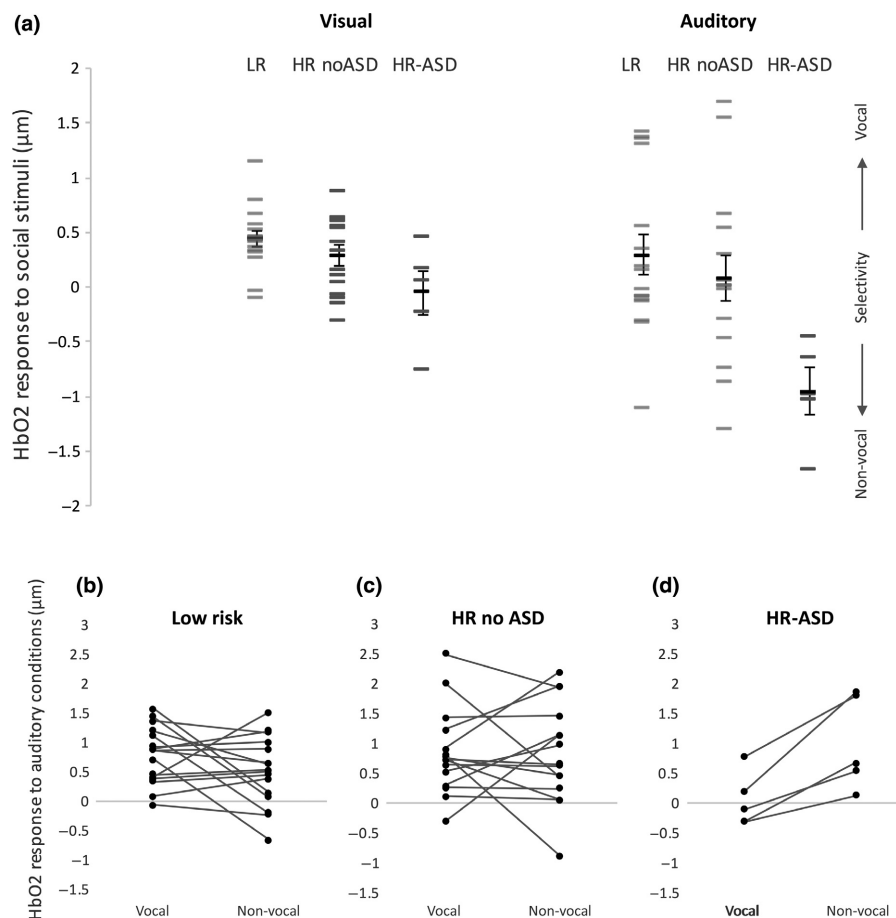 (a)
Visual
Auditory
LR HR noASD HR-ASD
LR HR noASD HR-ASD
HbO2 response to social stimuli (µm)
2
1.5
1
0.5
0
−0.5
−1
−1.5
−2
Vocal
Selectivity
Non-vocal
HbO2 response to auditory conditions (µm)
(b)
Low risk
3
2.5
2
1.5
1
0.5
0
−0.5
−1
−1.5
Vocal Non-vocal
(c)
HR no ASD
3
2.5
2
1.5
1
0.5
0
−0.5
−1
−1.5
Vocal Non-vocal
(d)
HR-ASD
3
2.5
2
1.5
1
0.5
0
−0.5
−1
−1.5
Vocal Non-vocal